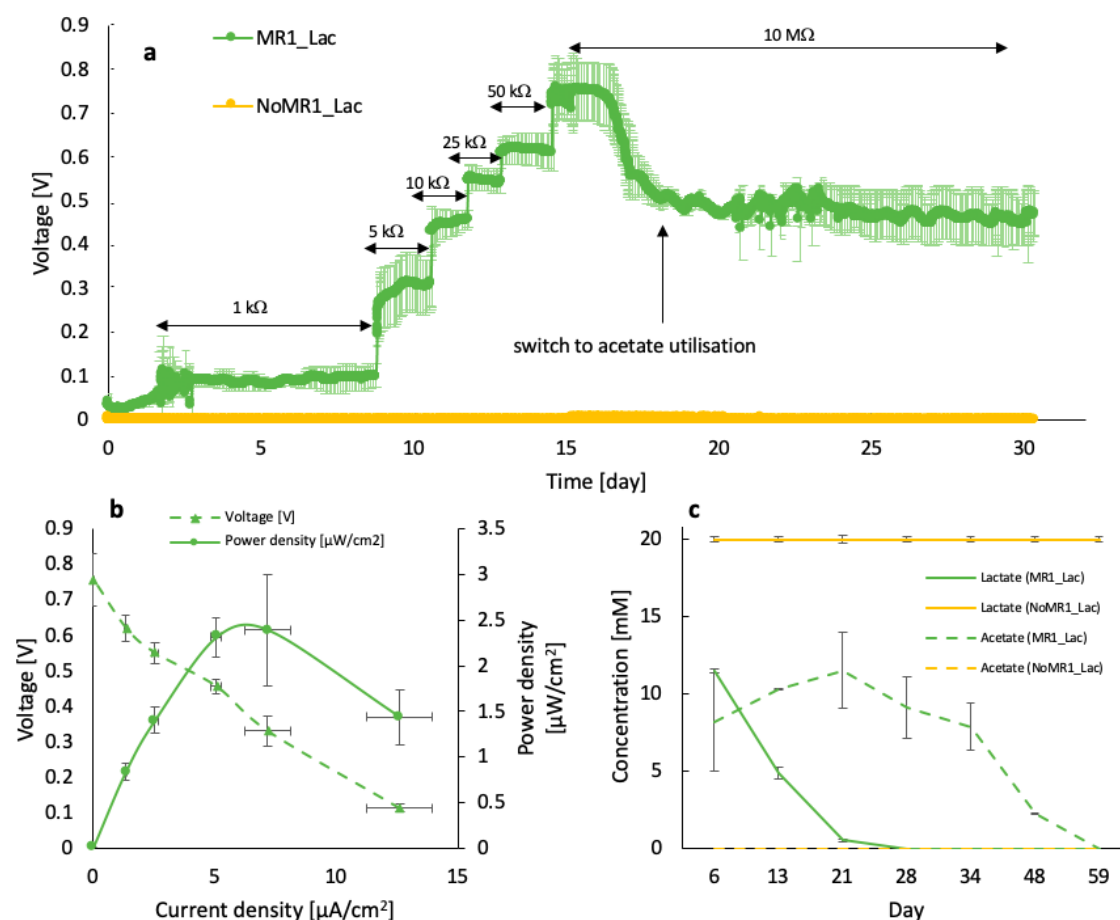 a
MR1_Lac
NoMR1_Lac
10 MΩ
50 kΩ
25 kΩ
10 kΩ
5 kΩ
1 kΩ
switch to acetate utilisation
Voltage [V]
0.9
0.8
0.7
0.6
0.5
0.4
0.3
0.2
0.1
0
0 5 10 15 20 25 30
Time [day]
b
Voltage [V]
Power density [µW/cm2]
Voltage [V]
0.9
0.8
0.7
0.6
0.5
0.4
0.3
0.2
0.1
0
3.5
3
2.5
2
1.5
1
0.5
0
Power density
[µW/cm²]
0 5 10 15
Current density [µA/cm²]
c
Lactate (MR1_Lac)
Lactate (NoMR1_Lac)
Acetate (MR1_Lac)
Acetate (NoMR1_Lac)
Concentration [mM]
20
15
10
5
0
6 13 21 28 34 48 59
Day